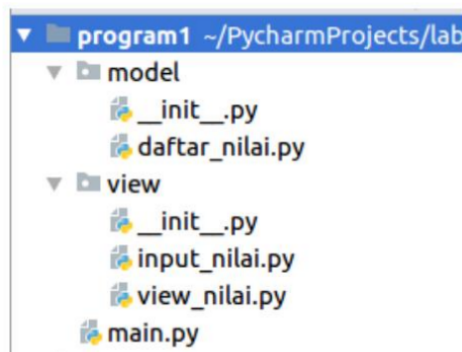 program1 ~/PycharmProjects/lab
model
__init__.py
daftar_nilai.py
view
__init__.py
input_nilai.py
view_nilai.py
main.py